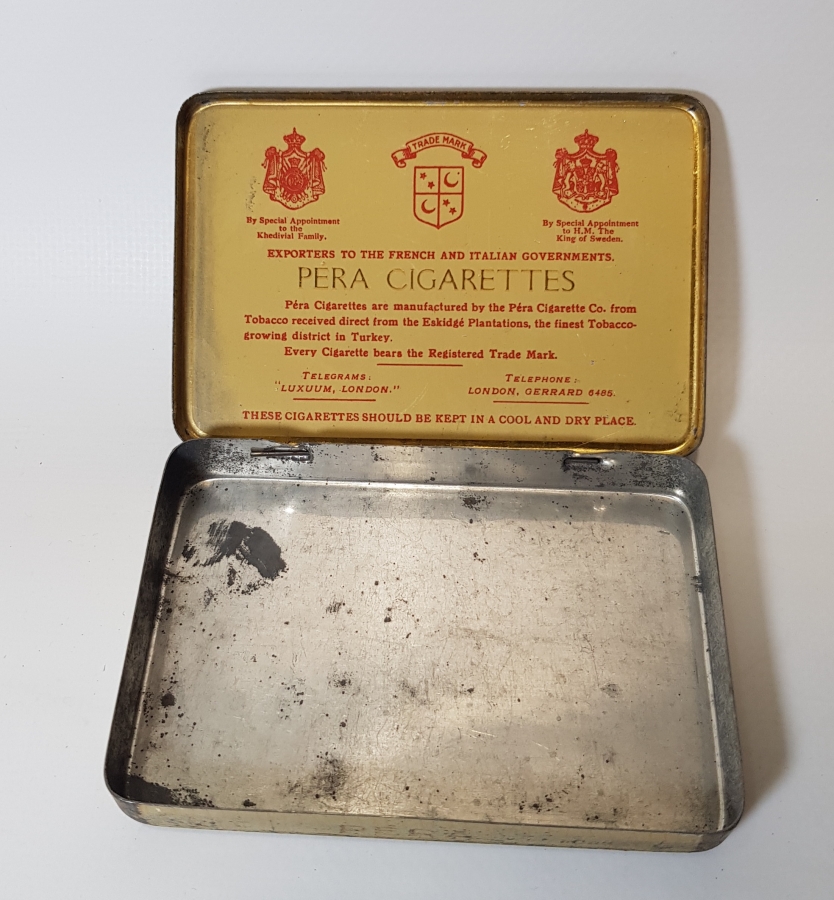 TRADE MARK
By Special Appointment
to the
Khedivial Family.
By Special Appointment
to H.M. The
King of Sweden.
EXPORTERS TO THE FRENCH AND ITALIAN GOVERNMENTS.
PÉRA CIGARETTES
Péra Cigarettes are manufactured by the Péra Cigarette Co. from
Tobacco received direct from the Eskidgé Plantations, the finest Tobacco-
growing district in Turkey.
Every Cigarette bears the Registered Trade Mark.
TELEGRAMS:
"LUXUUM, LONDON."
TELEPHONE:
LONDON, GERRARD 6485.
THESE CIGARETTES SHOULD BE KEPT IN A COOL AND DRY PLACE.